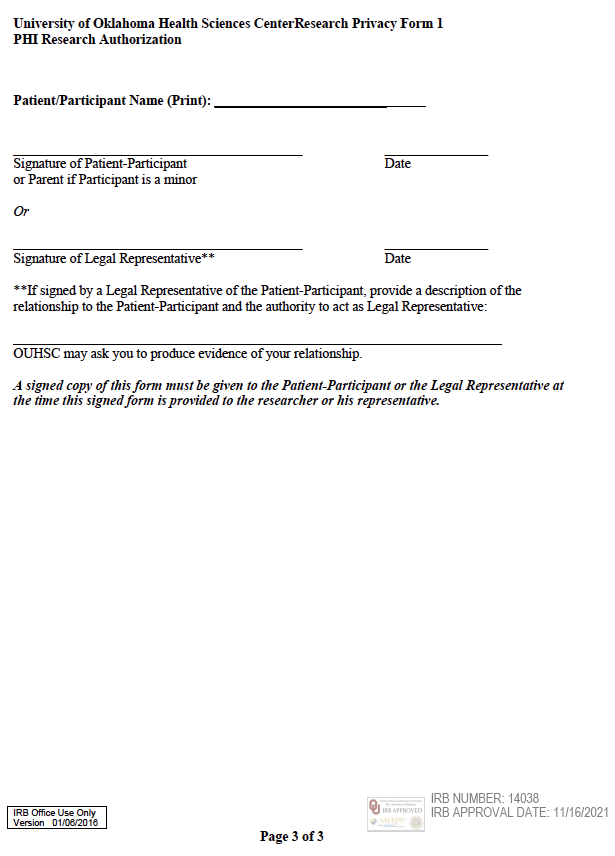 University of Oklahoma Health Sciences CenterResearch Privacy Form 1
PHI Research Authorization
Patient/Participant Name (Print):
Signature of Patient-Participant Date
or Parent if Participant is a minor
Or
Signature of Legal Representative** Date
**If signed by a Legal Representative of the Patient-Participant, provide a description of the
relationship to the Patient-Participant and the authority to act as Legal Representative:
OUHSC may ask you to produce evidence of your relationship.
A signed copy of this form must be given to the Patient-Participant or the Legal Representative at
the time this signed form is provided to the researcher or his representative.
IRB Office Use Only
Version 01/06/2016
IRB APPROVED
IRB NUMBER: 14038
IRB APPROVAL DATE: 11/16/2021
Page 3 of 3